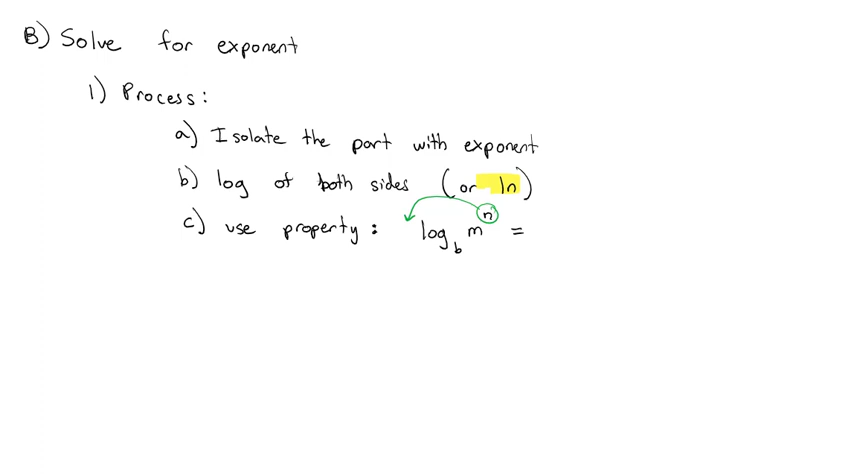 B) Solve for exponent
1) Process:
a) Isolate the part with exponent
b) log of both sides (or ln)
c) use property: log_b m^n =